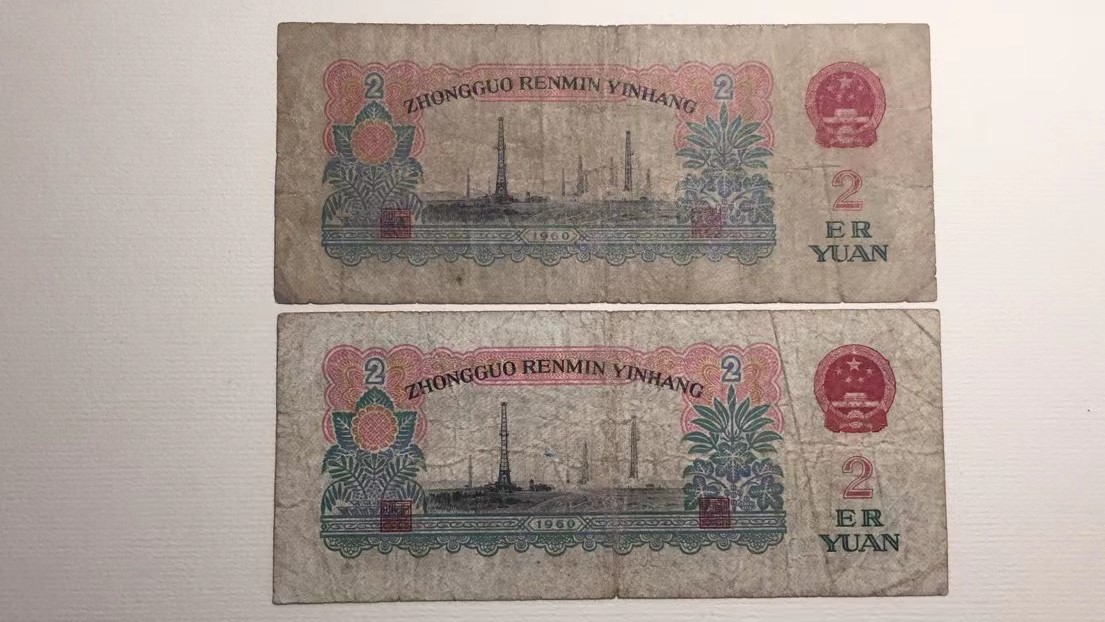 2 ZHONGGUO RENMIN YINHANG 2
1960
2
ER
YUAN
2 ZHONGGUO RENMIN YINHANG 2
1960
2
ER
YUAN